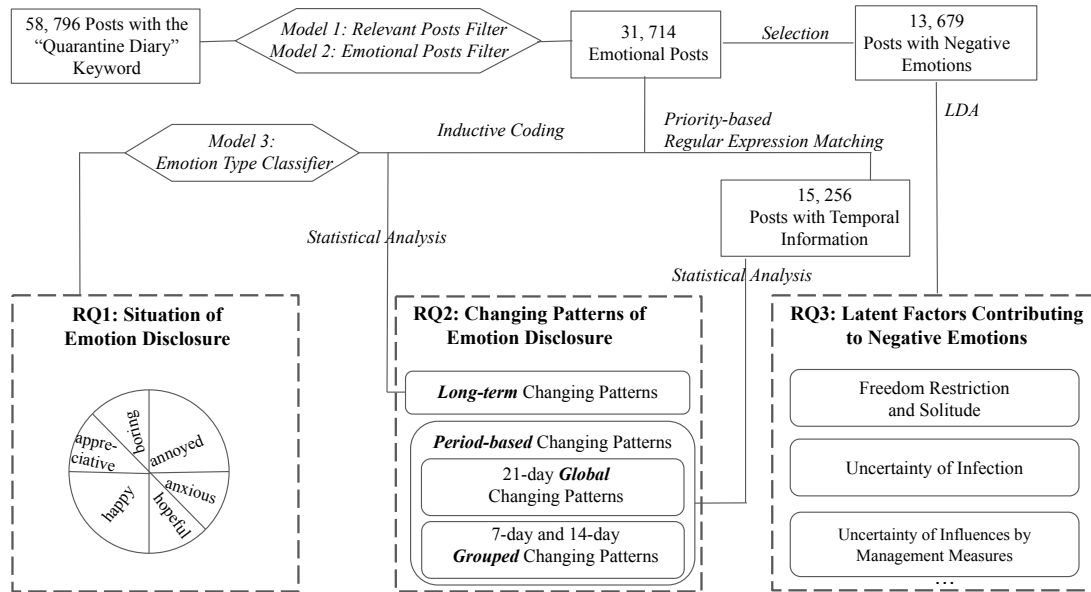 58, 796 Posts with the
“Quarantine Diary”
Keyword
Model 1: Relevant Posts Filter
Model 2: Emotional Posts Filter
31, 714
Emotional Posts
Selection
13, 679
Posts with Negative
Emotions
Model 3:
Emotion Type Classifier
Inductive Coding
Priority-based
Regular Expression Matching
LDA
15, 256
Posts with Temporal
Information
Statistical Analysis
Statistical Analysis
RQ1: Situation of
Emotion Disclosure
boring
annoyed
appre-
ciative
anxious
happy
hopeful
RQ2: Changing Patterns of
Emotion Disclosure
Long-term Changing Patterns
Period-based Changing Patterns
21-day Global
Changing Patterns
7-day and 14-day
Grouped Changing Patterns
RQ3: Latent Factors Contributing
to Negative Emotions
Freedom Restriction
and Solitude
Uncertainty of Infection
Uncertainty of Influences by
Management Measures
…